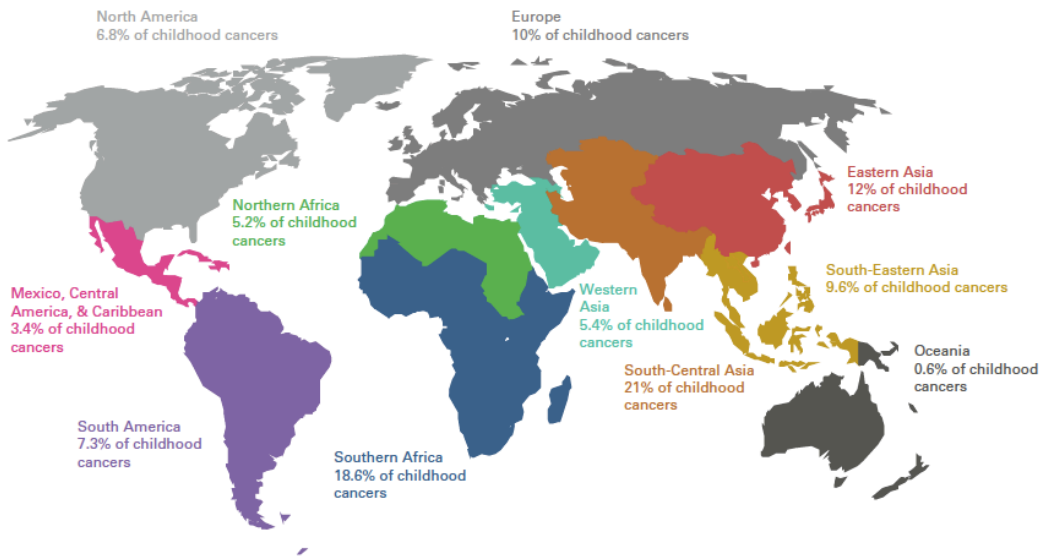 North America
6.8% of childhood cancers
Europe
10% of childhood cancers
Eastern Asia
12% of childhood
cancers
Northern Africa
5.2% of childhood
cancers
South-Eastern Asia
9.6% of childhood cancers
Mexico, Central
America, & Caribbean
3.4% of childhood
cancers
Western
Asia
5.4% of childhood
cancers
Oceania
0.6% of childhood
cancers
South-Central Asia
21% of childhood
cancers
South America
7.3% of childhood
cancers
Southern Africa
18.6% of childhood
cancers